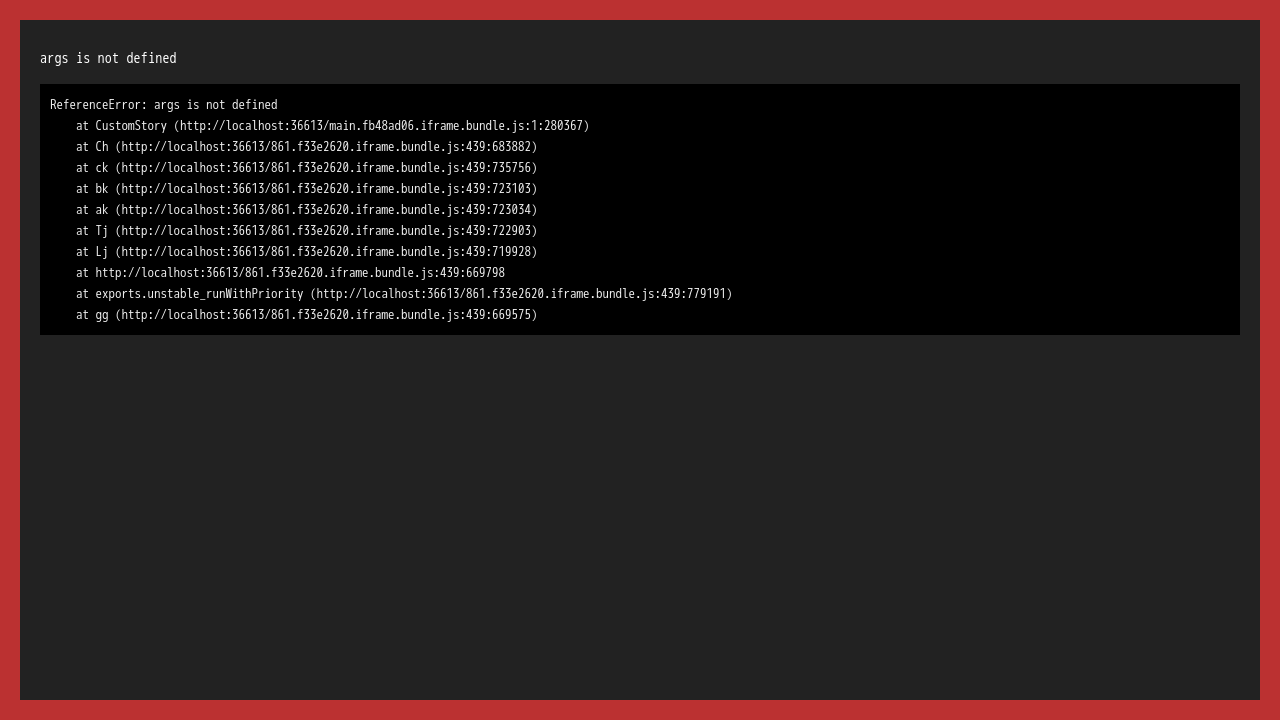 args is not defined
ReferenceError: args is not defined
at CustomStory (http://localhost:36613/main.fb48ad06.iframe.bundle.js:1:280367)
at Ch (http://localhost:36613/861.f33e2620.iframe.bundle.js:439:683882)
at ck (http://localhost:36613/861.f33e2620.iframe.bundle.js:439:735756)
at bk (http://localhost:36613/861.f33e2620.iframe.bundle.js:439:723103)
at ak (http://localhost:36613/861.f33e2620.iframe.bundle.js:439:723034)
at Tj (http://localhost:36613/861.f33e2620.iframe.bundle.js:439:722903)
at Lj (http://localhost:36613/861.f33e2620.iframe.bundle.js:439:719928)
at http://localhost:36613/861.f33e2620.iframe.bundle.js:439:669798
at exports.unstable_runWithPriority (http://localhost:36613/861.f33e2620.iframe.bundle.js:439:779191)
at gg (http://localhost:36613/861.f33e2620.iframe.bundle.js:439:669575)